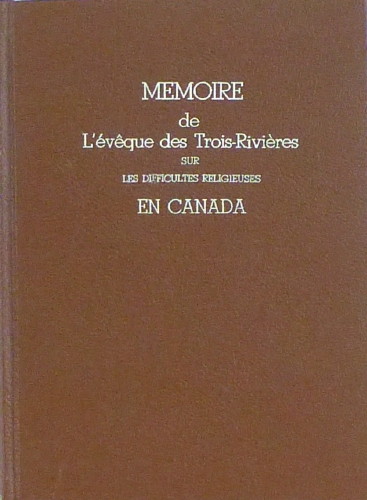 MEMOIRE
de
L'évêque des Trois-Rivières
SUR
LES DIFFICULTES RELIGIEUSES
EN CANADA